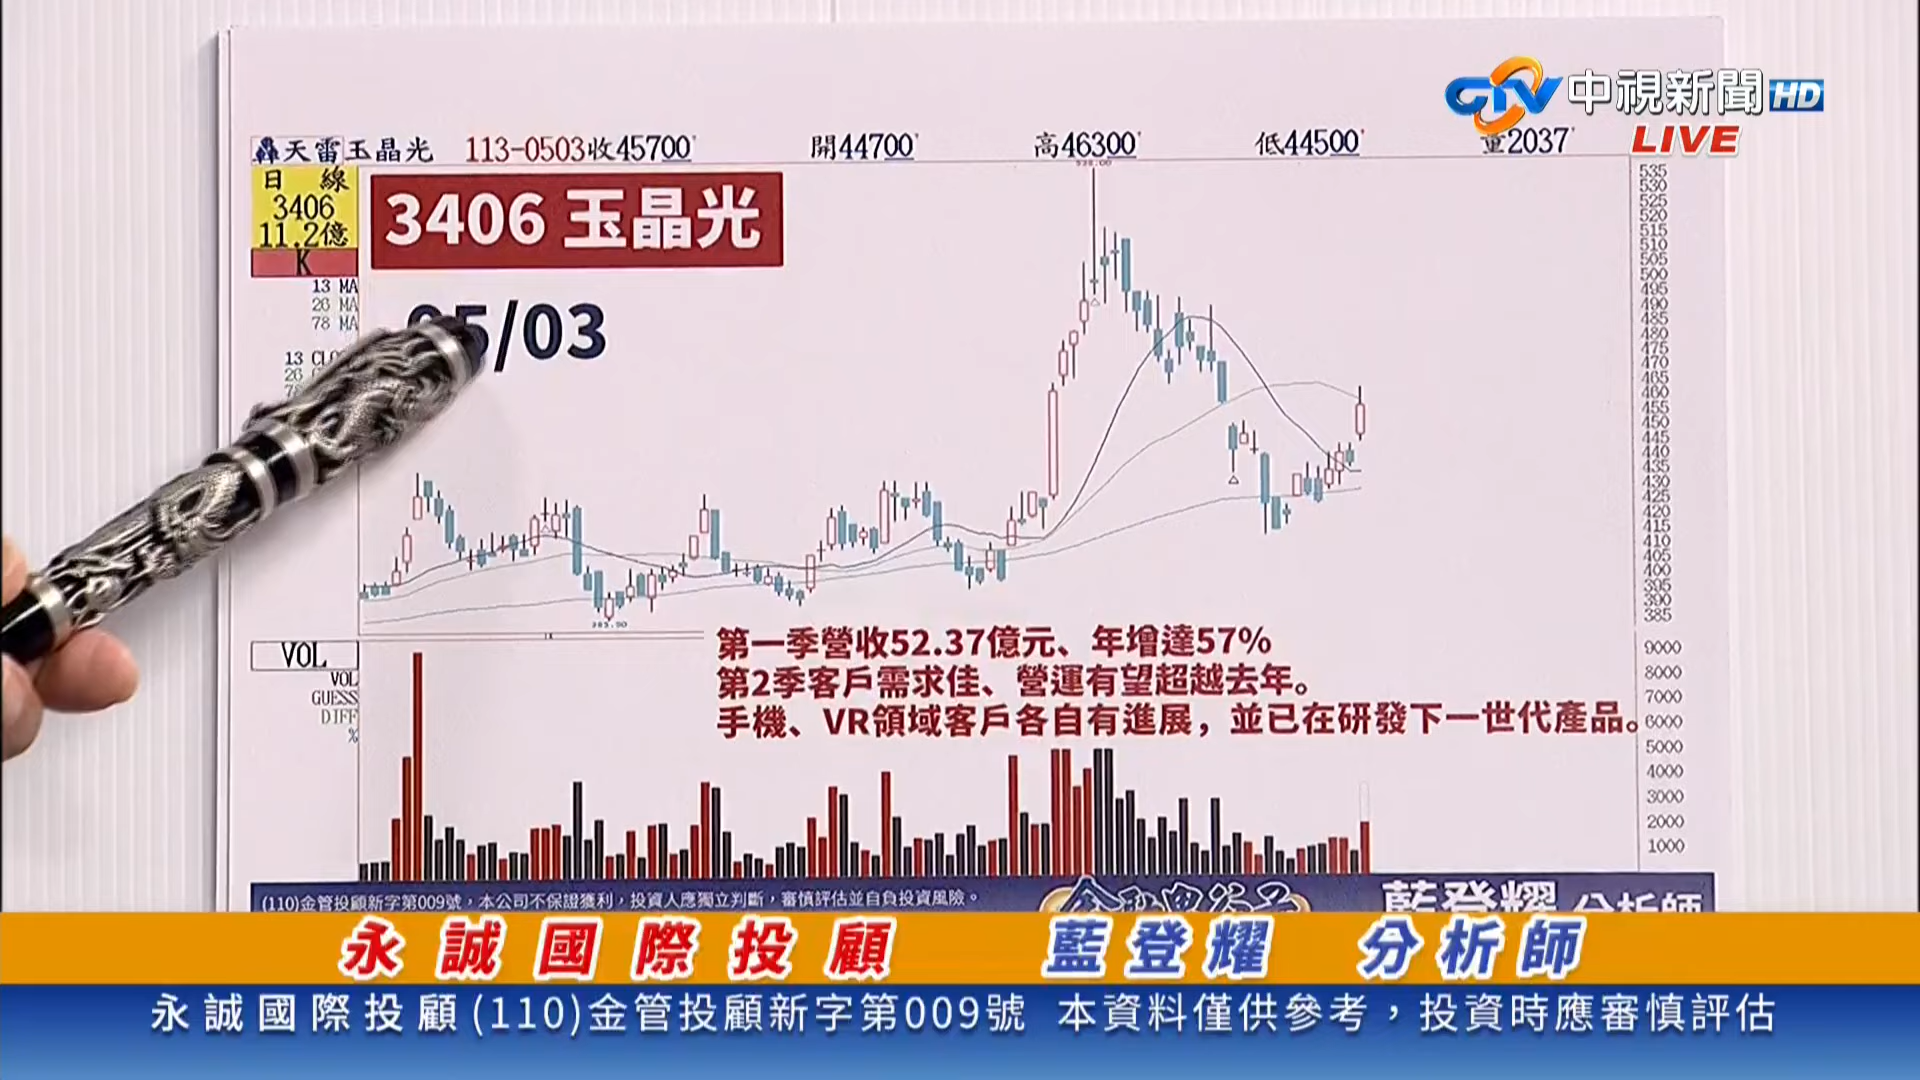 CTV 中視新聞 HD
LIVE
天雷 玉晶光 113-0503收45700 開44700 高46300 低44500 量2037
日 線
3406
11.2億
K
3406 玉晶光
05/03
13 MA
26 MA
78 MA
528.00
535
530
525
520
515
510
505
500
495
490
485
480
475
470
465
460
455
450
445
440
435
430
425
420
415
410
405
400
395
390
385
第一季營收52.37億元、年增達57%
第2季客戶需求佳、營運有望超越去年。
手機、VR領域客戶各自有進展，並已在研發下一世代產品。
VOL
VOL
GUESS
DIFF
%
9000
8000
7000
6000
5000
4000
3000
2000
1000
(110)金管投顧新字第009號，本公司不保證獲利，投資人應獨立判斷，審慎評估並自負投資風險。
藍登耀 分析師
永誠國際投顧 藍登耀 分析師
永誠國際投顧(110)金管投顧新字第009號 本資料僅供參考，投資時應審慎評估